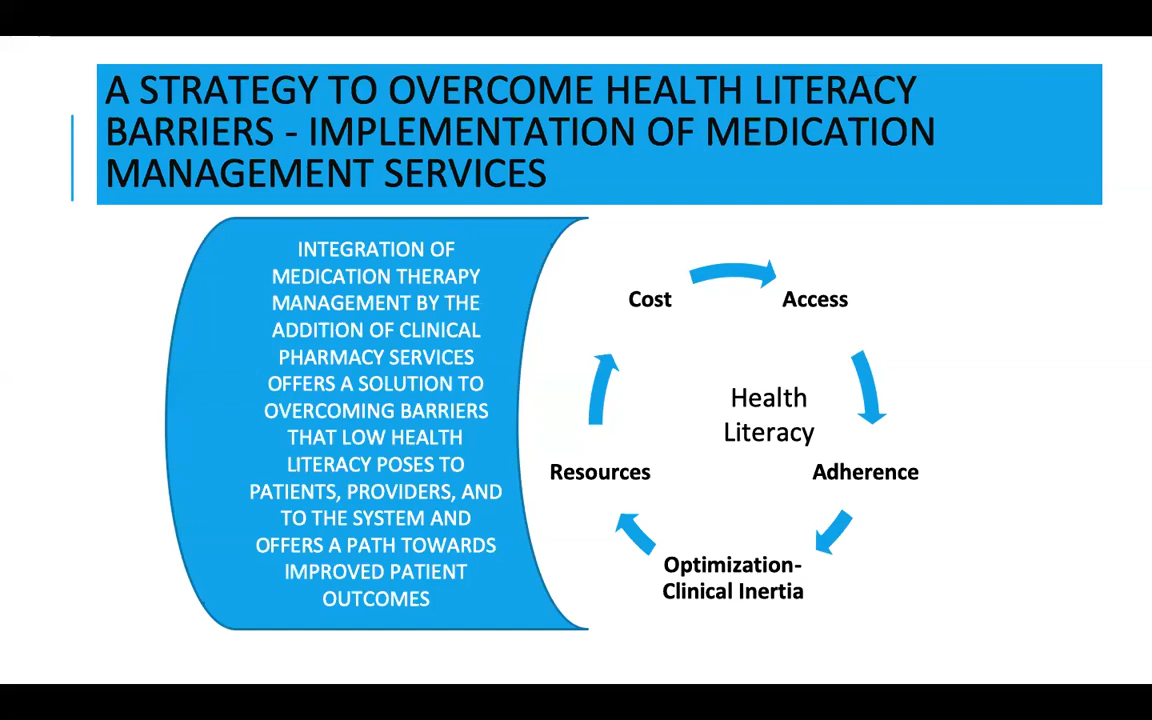 A STRATEGY TO OVERCOME HEALTH LITERACY
BARRIERS - IMPLEMENTATION OF MEDICATION
MANAGEMENT SERVICES
INTEGRATION OF
MEDICATION THERAPY
MANAGEMENT BY THE
ADDITION OF CLINICAL
PHARMACY SERVICES
OFFERS A SOLUTION TO
OVERCOMING BARRIERS
THAT LOW HEALTH
LITERACY POSES TO
PATIENTS, PROVIDERS, AND
TO THE SYSTEM AND
OFFERS A PATH TOWARDS
IMPROVED PATIENT
OUTCOMES
Cost
Access
Health
Literacy
Resources
Adherence
Optimization-
Clinical Inertia